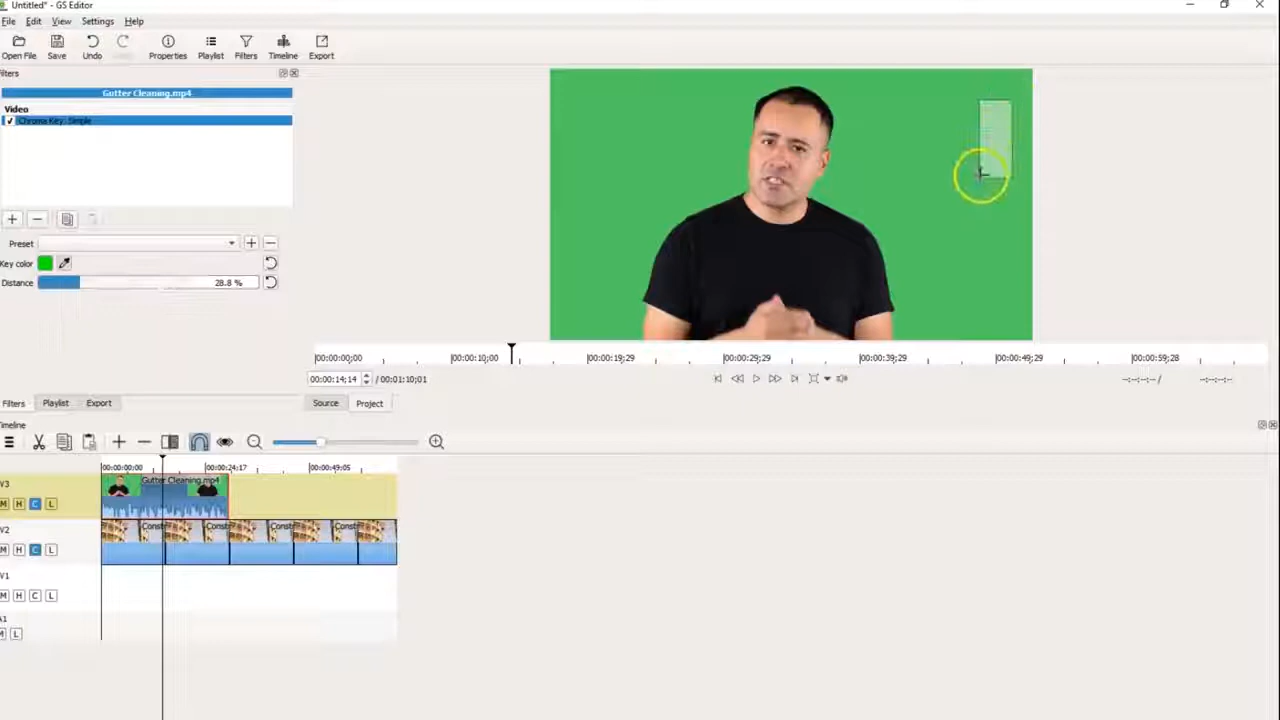 Untitled* - GS Editor
File Edit View Settings Help
Open File Save Undo Properties Playlist Filters Timeline Export
Gutter Cleaning.mp4
Video
Chroma Key: Simple
Preset
Key color
Distance 28.8 %
00:00:00;00 00:00:10;00 00:00:19;29 00:00:29;29 00:00:39;29 00:00:49;29 00:00:59;28
00:00:14;14 / 00:01:10;01 --:--:--:-- / --:--:--:--
Filters Playlist Export Source Project
00:00:00;00 00:00:24;17 00:00:49;05
V3 Gutter Cleaning.mp4
M H C L
V2 Const Const Const Const
M H C L
V1
M H C L
L